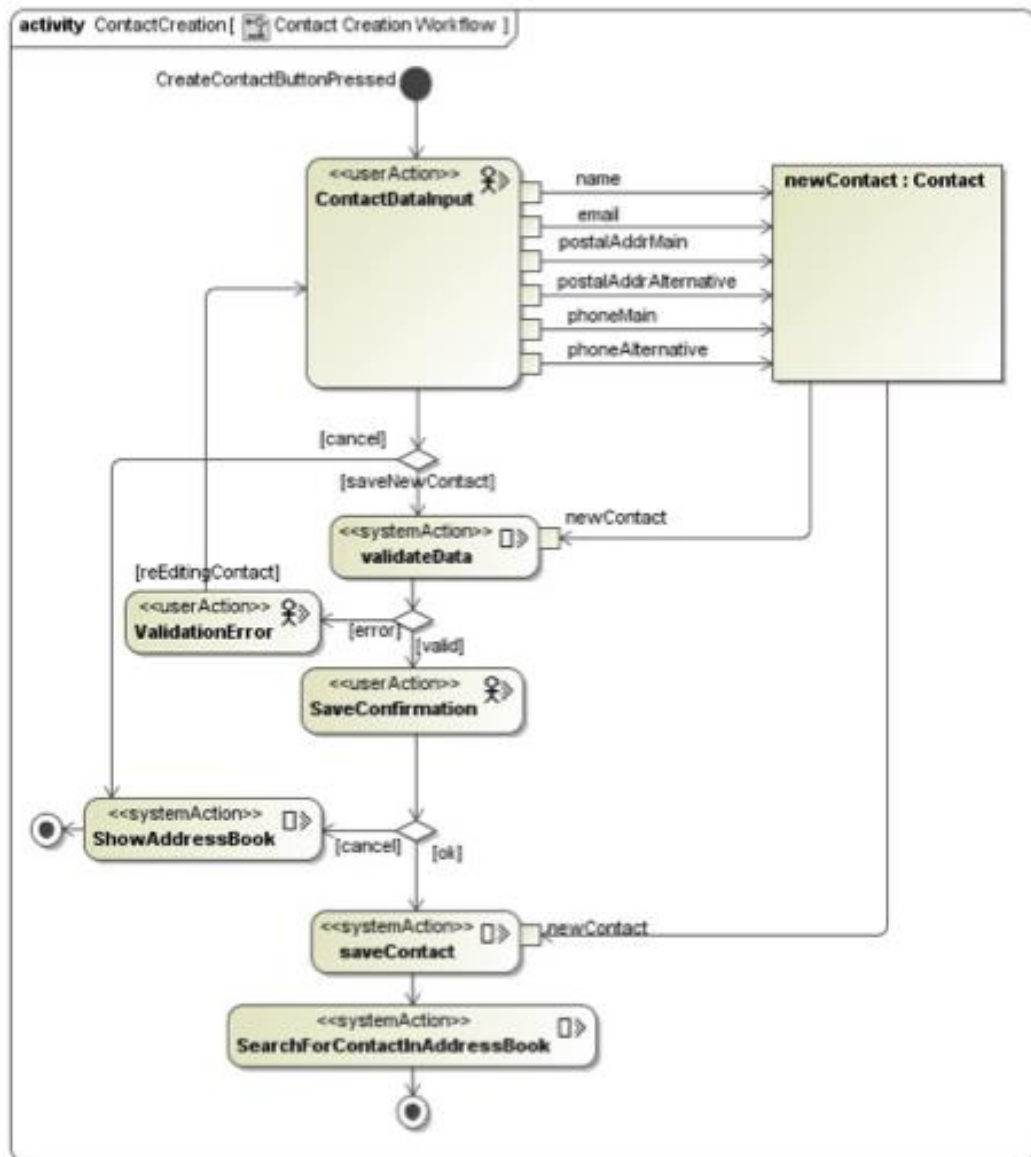 activity ContactCreation [ Contact Creation Workflow ]
CreateContactButtonPressed
<<userAction>>
ContactDataInput
name
email
postalAddrMain
postalAddrAlternative
phoneMain
phoneAlternative
newContact : Contact
[cancel]
[saveNewContact]
<<systemAction>>
validateData
newContact
[reEditingContact]
<<userAction>>
ValidationError
[error]
[valid]
<<userAction>>
SaveConfirmation
<<systemAction>>
ShowAddressBook
[cancel]
[ok]
<<systemAction>>
saveContact
newContact
<<systemAction>>
SearchForContactInAddressBook